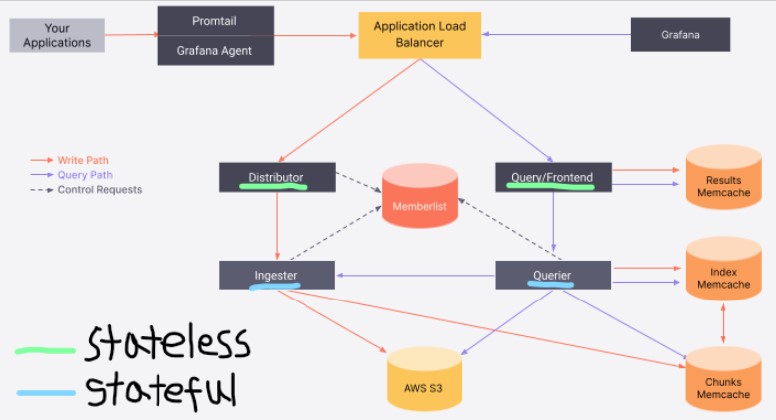 Your
Applications
Promtail
Grafana Agent
Application Load
Balancer
Grafana
Write Path
Query Path
Control Requests
Distributor
Memberlist
Query/Frontend
Results
Memcache
Ingester
Querier
Index
Memcache
stateless
stateful
AWS S3
Chunks
Memcache